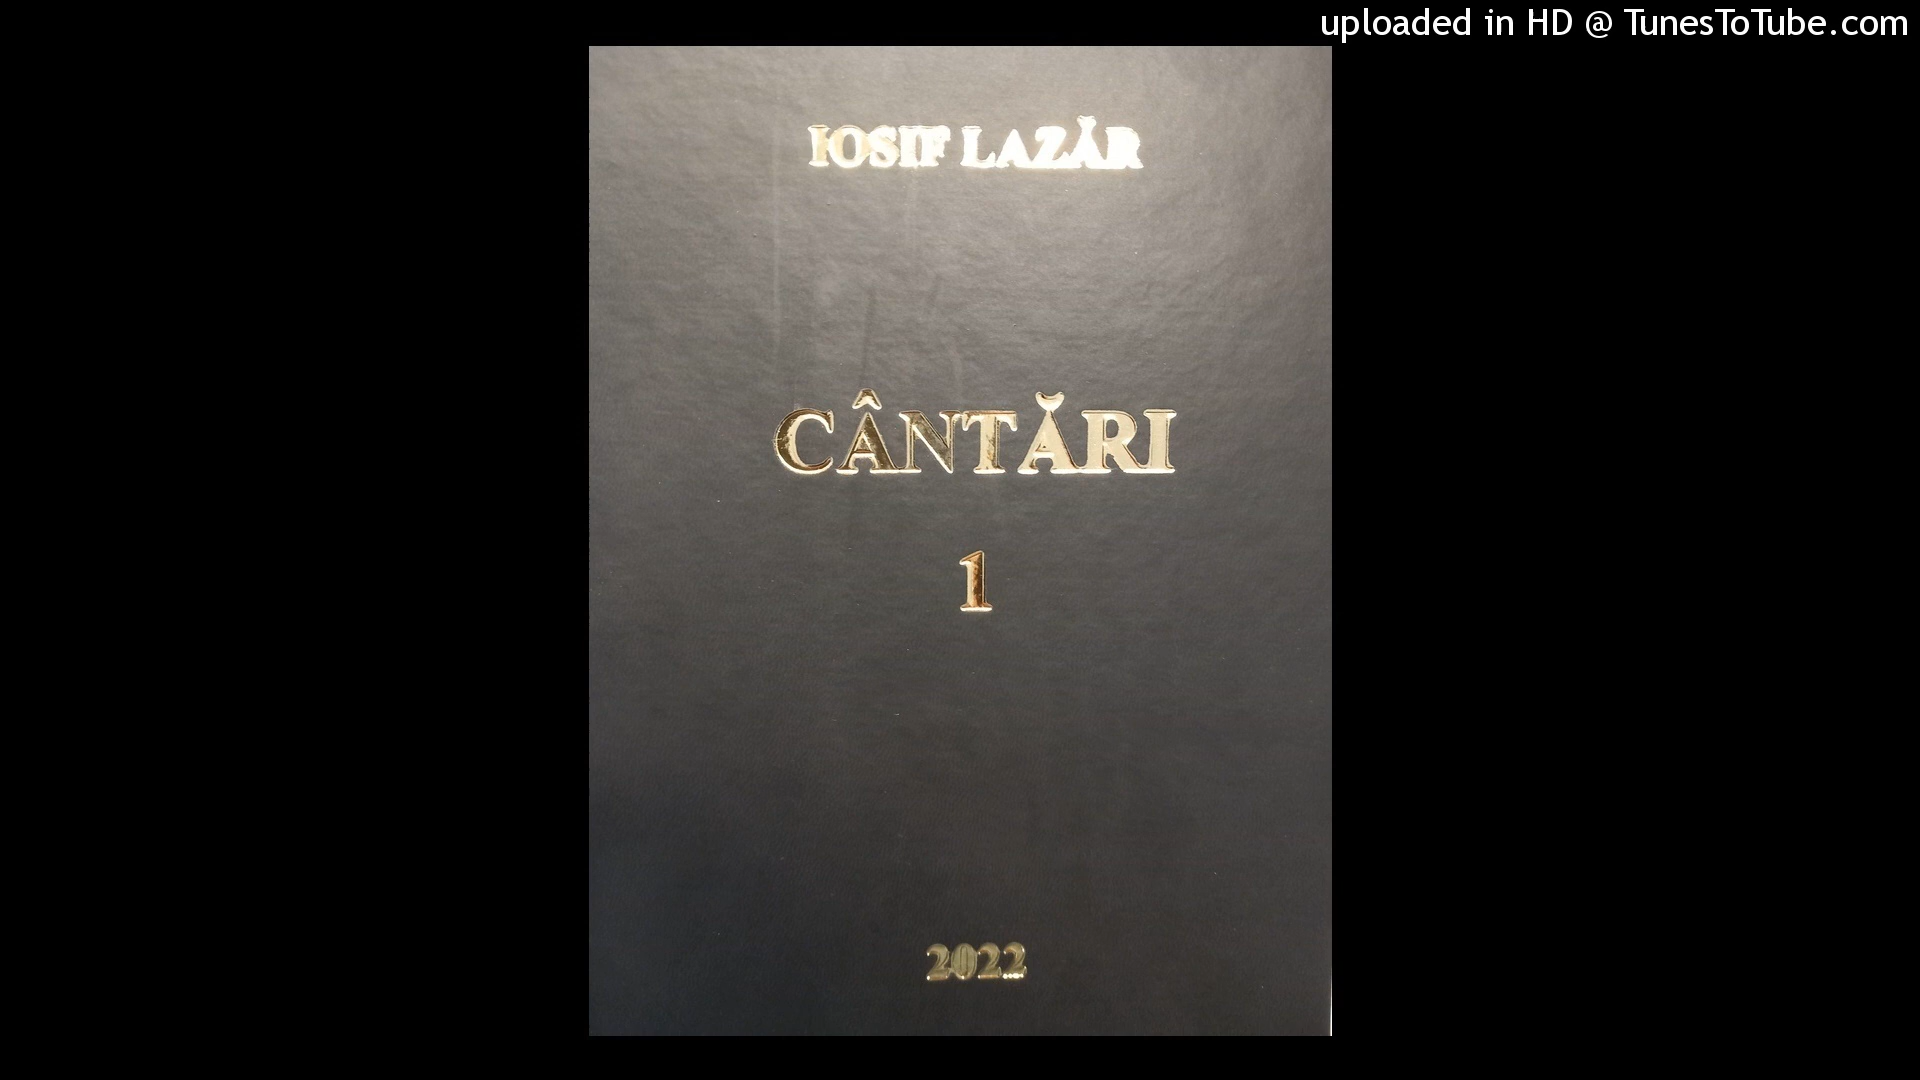 uploaded in HD @ TunesToTube.com
IOSIF LAZĂR
CÂNTĂRI
1
2022